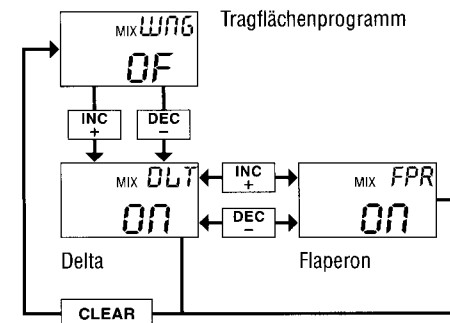 MIX WNG
OF
Tragflächenprogramm
INC
+
DEC
–
MIX DLT
ON
INC
+
DEC
–
MIX FPR
ON
Delta
Flaperon
CLEAR